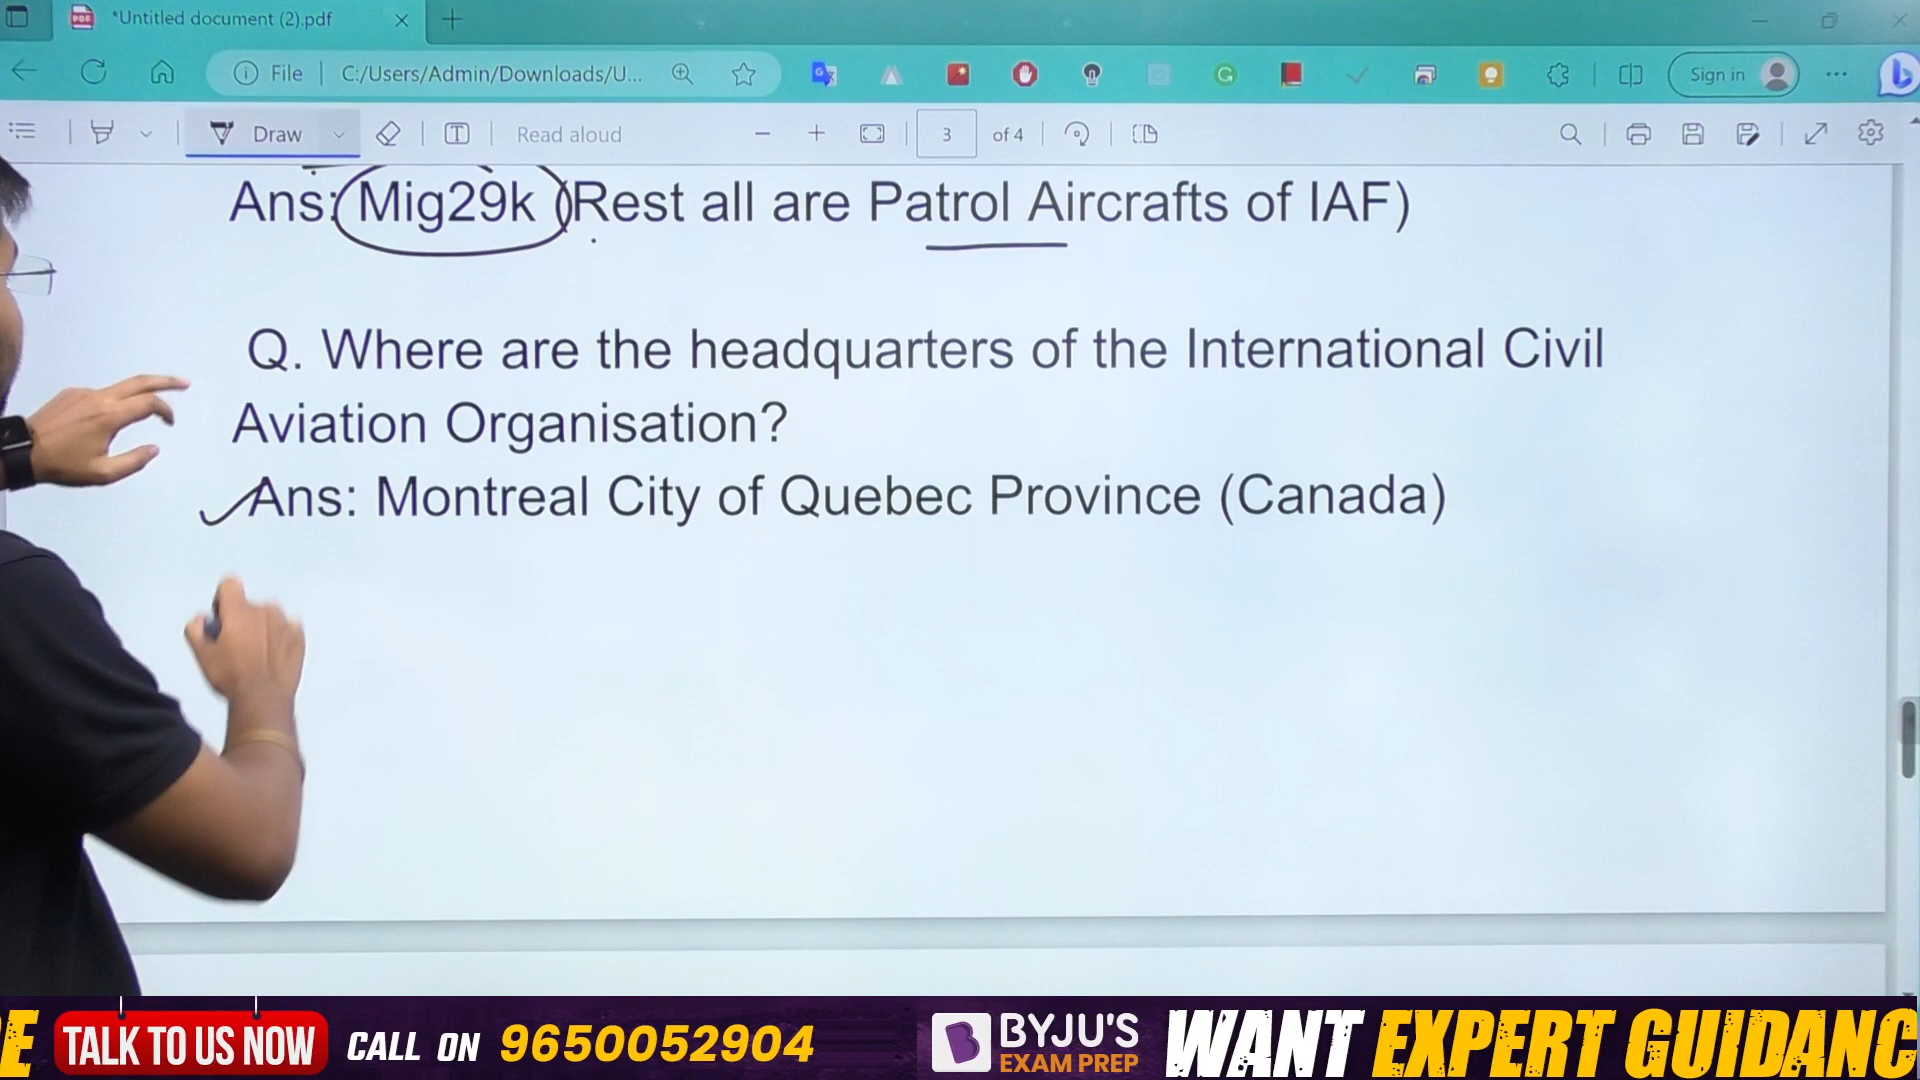 *Untitled document (2).pdf
File
C:/Users/Admin/Downloads/U...
Sign in
Draw
Read aloud
3
of 4
Ans: Mig29k (Rest all are Patrol Aircrafts of IAF)
Q. Where are the headquarters of the International Civil
Aviation Organisation?
Ans: Montreal City of Quebec Province (Canada)
E
TALK TO US NOW
CALL ON 9650052904
BYJU'S
EXAM PREP
WANT EXPERT GUIDANC